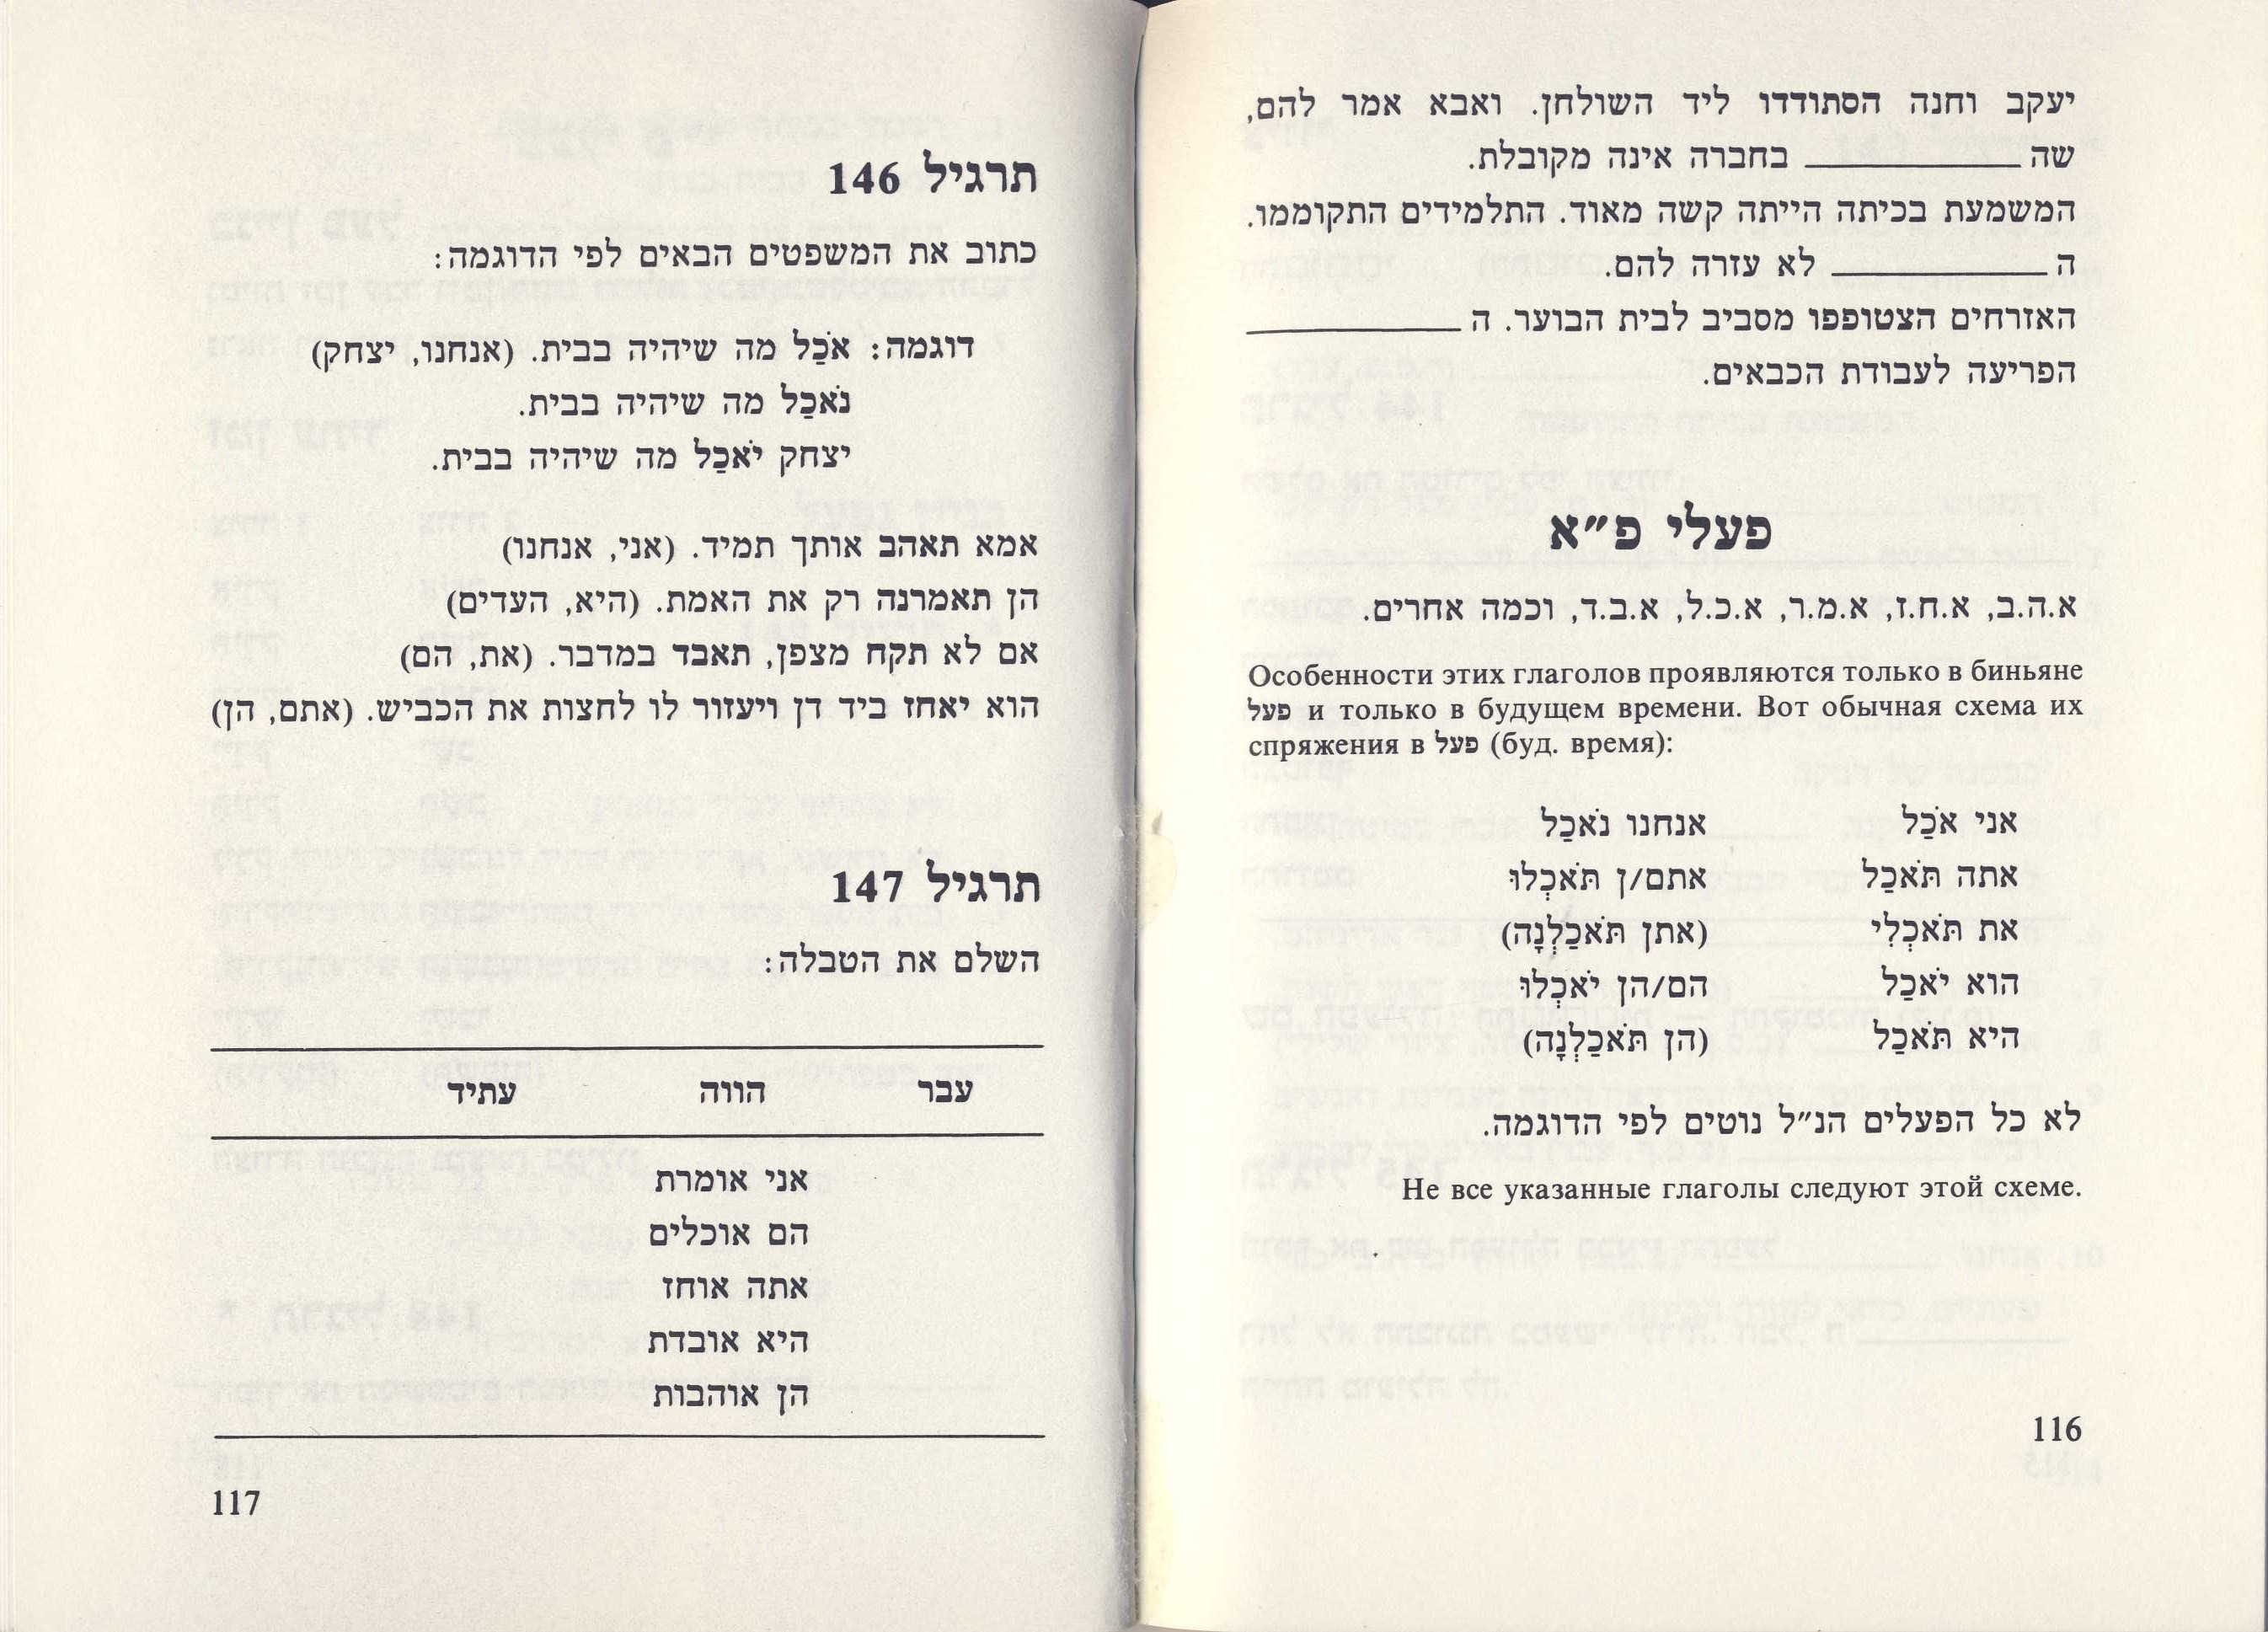 יעקב וחנה הסתודדו ליד השולחן. ואבא אמר להם,
שה ____________ בחברה אינה מקובלת.
המשמעת בכיתה הייתה קשה מאוד. התלמידים התקוממו.
ה ____________ לא עזרה להם.
האזרחים הצטופפו מסביב לבית הבוער. ה ____________
הפריעה לעבודת הכבאים.
פעלי פ״א
א.ה.ב, א.ח.ז, א.מ.ר, א.כ.ל, א.ב.ד, וכמה אחרים.
Особенности этих глаголов проявляются только в биньяне
פעל и только в будущем времени. Вот обычная схема их
спряжения в פעל (буд. время):
אני אֹכַל אנחנו נֹאכַל
אתה תֹּאכַל אתם/ן תֹּאכְלוּ
את תֹּאכְלִי (אתן תֹּאכַלְנָה)
הוא יֹאכַל הם/הן יֹאכְלוּ
היא תֹּאכַל (הן תֹּאכַלְנָה)
לא כל הפעלים הנ״ל נוטים לפי הדוגמה.
Не все указанные глаголы следуют этой схеме.
116
תרגיל 146
כתוב את המשפטים הבאים לפי הדוגמה:
דוגמה: אֹכַל מה שיהיה בבית. (אנחנו, יצחק)
נֹאכַל מה שיהיה בבית.
יצחק יֹאכַל מה שיהיה בבית.
אמא תאהב אותך תמיד. (אני, אנחנו)
הן תאמרנה רק את האמת. (היא, העדים)
אם לא תקח מצפן, תאבד במדבר. (את, הם)
הוא יאחז ביד דן ויעזור לו לחצות את הכביש. (אתם, הן)
תרגיל 147
השלם את הטבלה:
עבר הווה עתיד
אני אומרת
הם אוכלים
אתה אוחז
היא אובדת
הן אוהבות
117